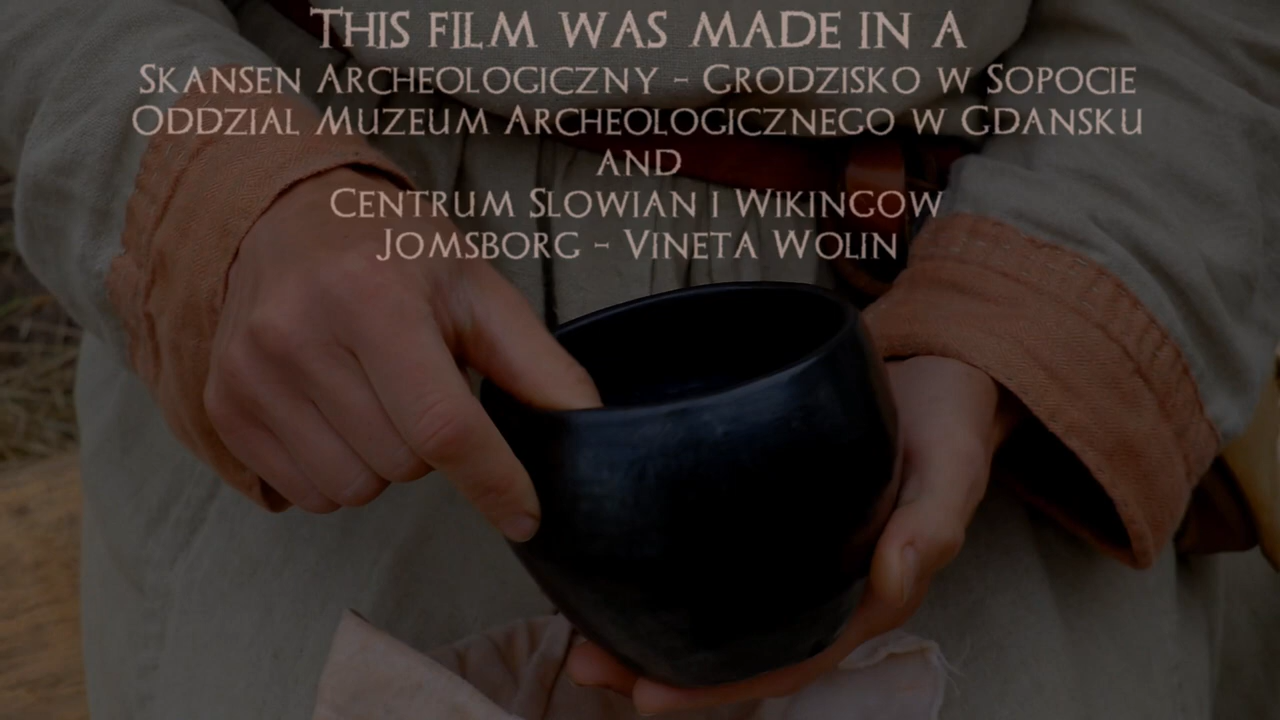 THIS FILM WAS MADE IN A
SKANSEN ARCHEOLOGICZNY - GRODZISKO W SOPOCIE
ODDZIAL MUZEUM ARCHEOLOGICZNEGO W GDANSKU
AND
CENTRUM SLOWIAN I WIKINGOW
JOMSBORG - VINETA WOLIN